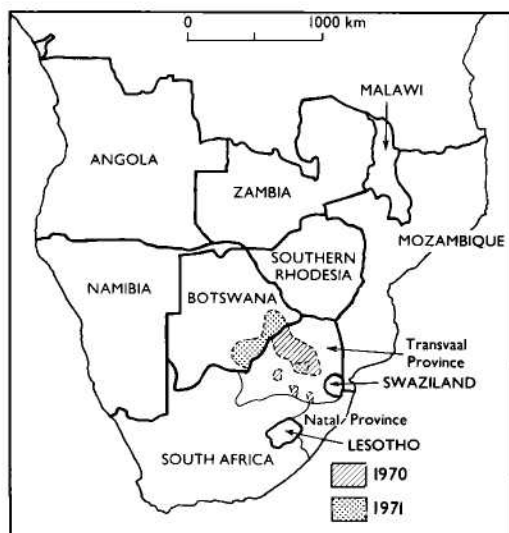 0 1000 km
MALAWI
ANGOLA
ZAMBIA
MOZAMBIQUE
SOUTHERN
RHODESIA
NAMIBIA
BOTSWANA
Transvaal
Province
SWAZILAND
Natal Province
LESOTHO
SOUTH AFRICA
1970
1971